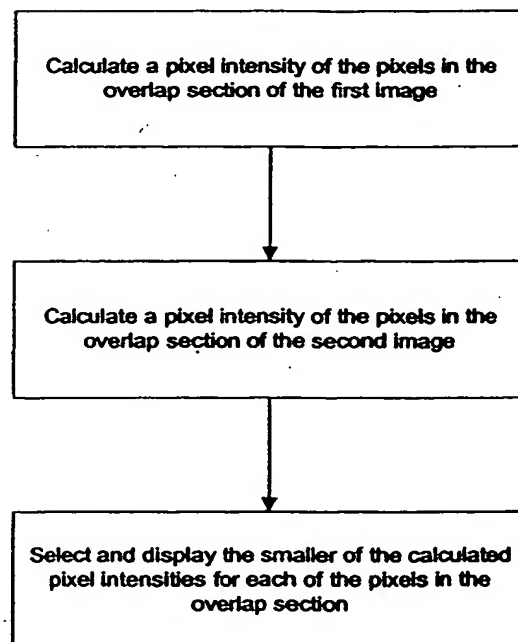 Calculate a pixel intensity of the pixels in the
overlap section of the first image
Calculate a pixel intensity of the pixels in the
overlap section of the second image
Select and display the smaller of the calculated
pixel intensities for each of the pixels in the
overlap section